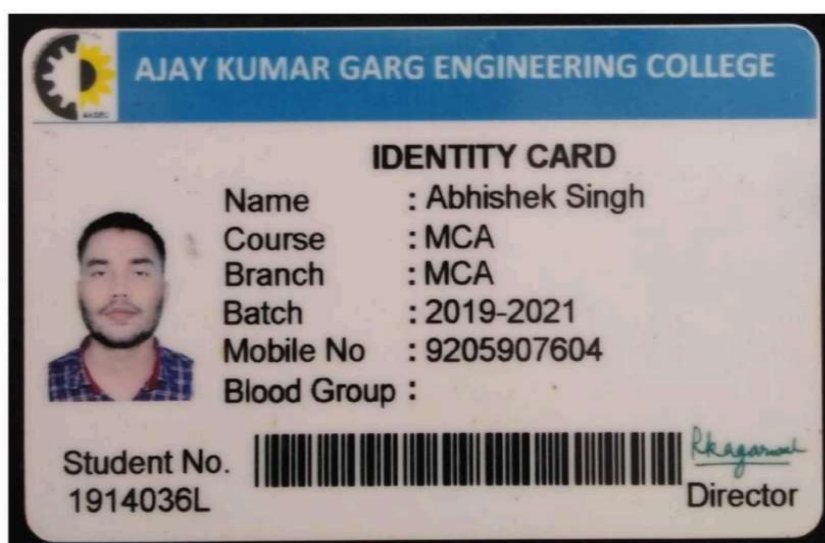 AJAY KUMAR GARG ENGINEERING COLLEGE
IDENTITY CARD
Name : Abhishek Singh
Course : MCA
Branch : MCA
Batch : 2019-2021
Mobile No : 9205907604
Blood Group :
Student No.
1914036L
Rkagarwal
Director